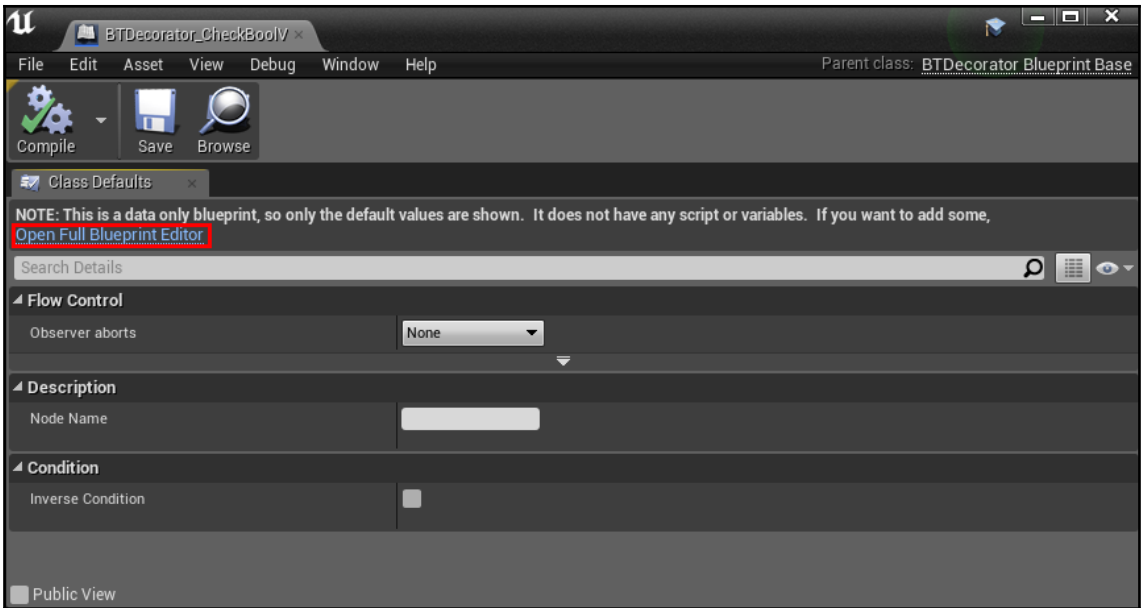 BTDecorator_CheckBoolV
File Edit Asset View Debug Window Help Parent class: BTDecorator Blueprint Base
Compile Save Browse
Class Defaults
NOTE: This is a data only blueprint, so only the default values are shown. It does not have any script or variables. If you want to add some,
Open Full Blueprint Editor
Search Details
Flow Control
Observer aborts None
Description
Node Name
Condition
Inverse Condition
Public View